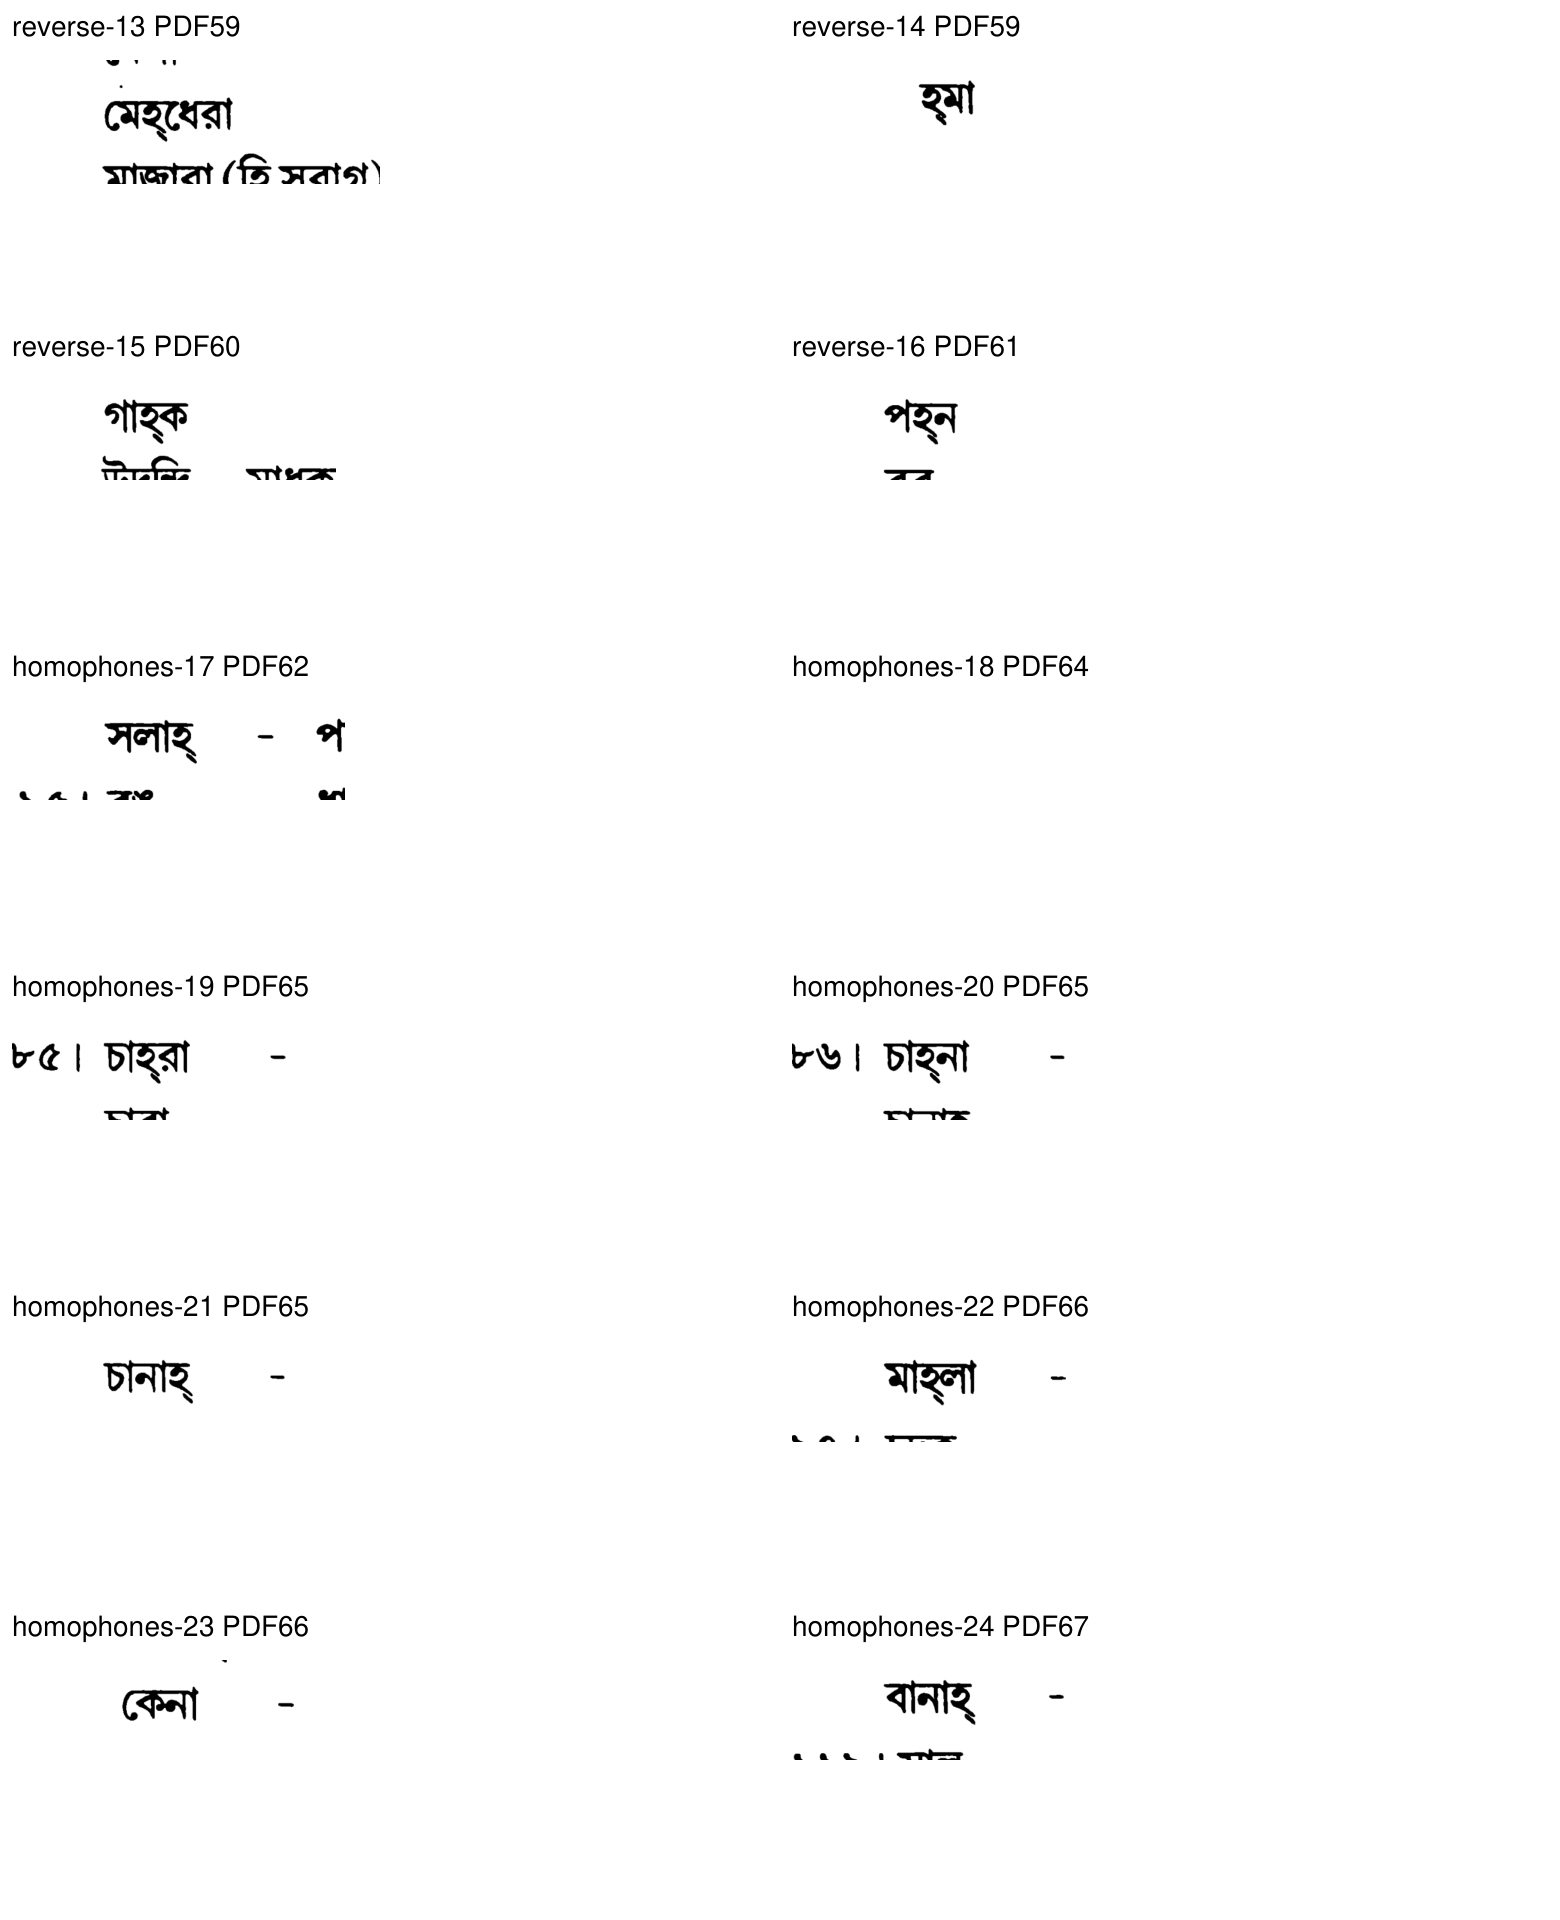 reverse-13 PDF59
reverse-14 PDF59
মেহ্ধেরা
হ্মা
মাজারা (তি সরাগ)
reverse-15 PDF60
reverse-16 PDF61
গাহ্ক
পহ্ন
homophones-17 PDF62
homophones-18 PDF64
সলাহ্ - প
homophones-19 PDF65
homophones-20 PDF65
৮৫। চাহ্রা -
৮৬। চাহ্না -
চারা
চানাহ
homophones-21 PDF65
homophones-22 PDF66
চানাহ্ -
মাহ্লা -
homophones-23 PDF66
homophones-24 PDF67
কেনা -
বানাহ্ -